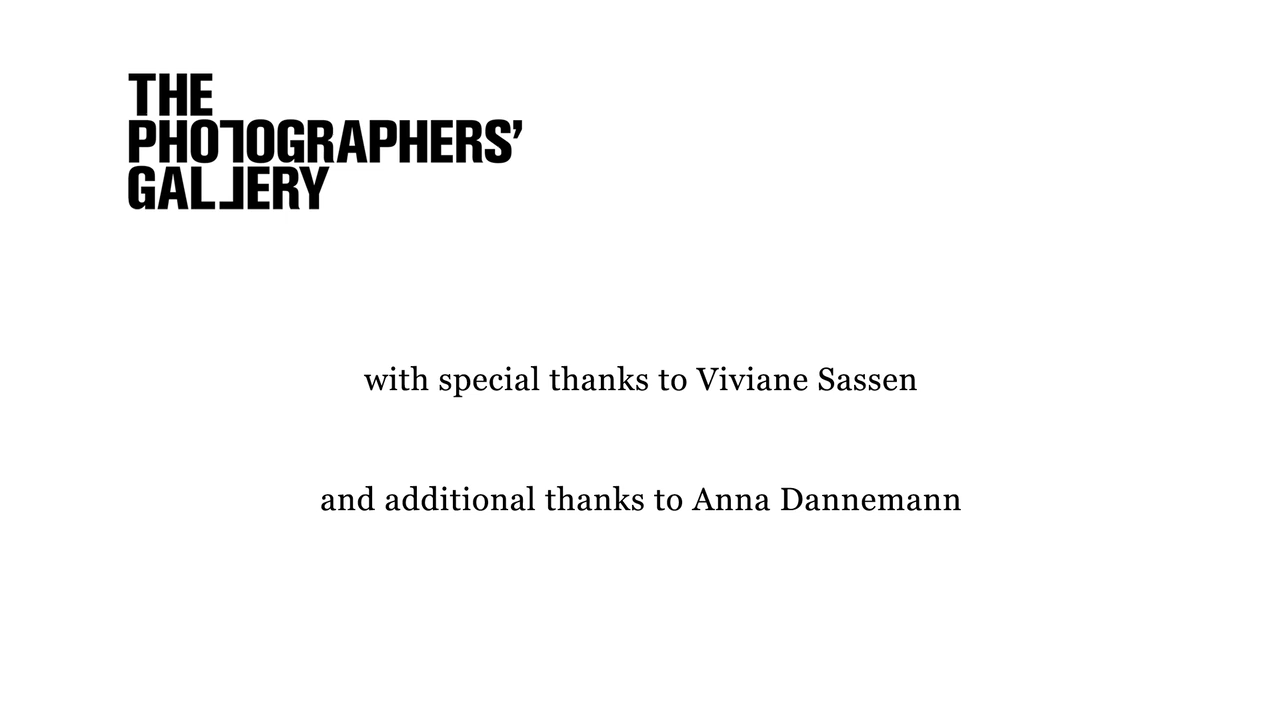 THE
PHOTOGRAPHERS’
GALLERY
with special thanks to Viviane Sassen
and additional thanks to Anna Dannemann